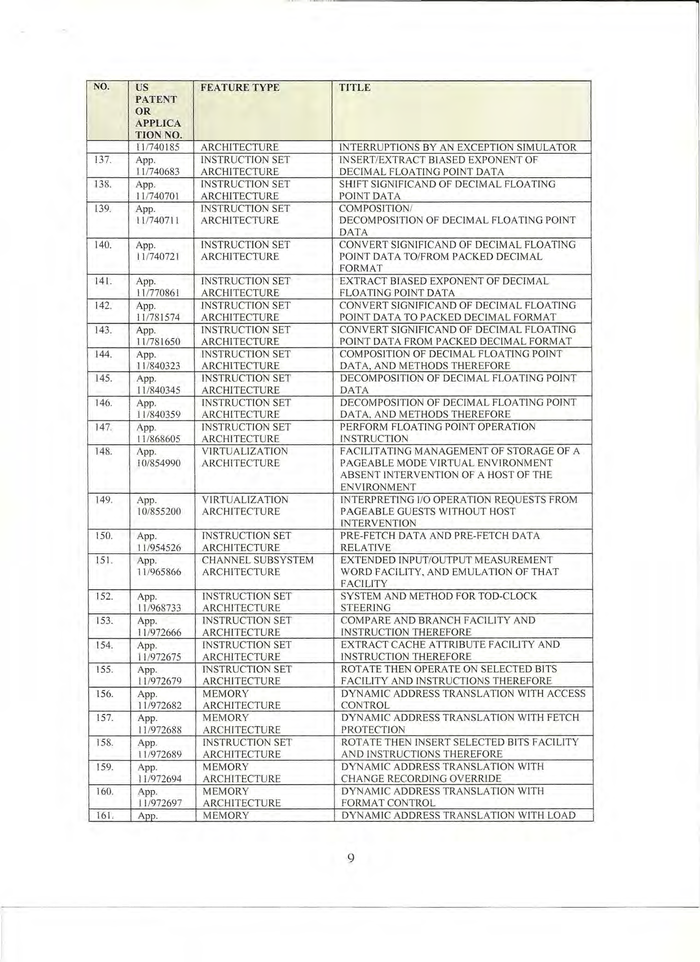 NO. US FEATURE TYPE TITLE
PATENT
OR
APPLICA
TION NO.
11/740185 ARCHITECTURE INTERRUPTIONS BY AN EXCEPTION SIMULATOR
137. App. INSTRUCTION SET INSERT/EXTRACT BIASED EXPONENT OF
11/740683 ARCHITECTURE DECIMAL FLOATING POINT DATA
138. App. INSTRUCTION SET SHIFT SIGNIFICAND OF DECIMAL FLOATING
11/740701 ARCHITECTURE POINT DATA
139. App. INSTRUCTION SET COMPOSITION/
11/740711 ARCHITECTURE DECOMPOSITION OF DECIMAL FLOATING POINT
DATA
140. App. INSTRUCTION SET CONVERT SIGNIFICAND OF DECIMAL FLOATING
11/740721 ARCHITECTURE POINT DATA TO/FROM PACKED DECIMAL
FORMAT
141. App. INSTRUCTION SET EXTRACT BIASED EXPONENT OF DECIMAL
11/770861 ARCHITECTURE FLOATING POINT DATA
142. App. INSTRUCTION SET CONVERT SIGNIFICAND OF DECIMAL FLOATING
11/781574 ARCHITECTURE POINT DATA TO PACKED DECIMAL FORMAT
143. App. INSTRUCTION SET CONVERT SIGNIFICAND OF DECIMAL FLOATING
11/781650 ARCHITECTURE POINT DATA FROM PACKED DECIMAL FORMAT
144. App. INSTRUCTION SET COMPOSITION OF DECIMAL FLOATING POINT
11/840323 ARCHITECTURE DATA, AND METHODS THEREFORE
145. App. INSTRUCTION SET DECOMPOSITION OF DECIMAL FLOATING POINT
11/840345 ARCHITECTURE DATA
146. App. INSTRUCTION SET DECOMPOSITION OF DECIMAL FLOATING POINT
11/840359 ARCHITECTURE DATA, AND METHODS THEREFORE
147. App. INSTRUCTION SET PERFORM FLOATING POINT OPERATION
11/868605 ARCHITECTURE INSTRUCTION
148. App. VIRTUALIZATION FACILITATING MANAGEMENT OF STORAGE OF A
10/854990 ARCHITECTURE PAGEABLE MODE VIRTUAL ENVIRONMENT
ABSENT INTERVENTION OF A HOST OF THE
ENVIRONMENT
149. App. VIRTUALIZATION INTERPRETING I/O OPERATION REQUESTS FROM
10/855200 ARCHITECTURE PAGEABLE GUESTS WITHOUT HOST
INTERVENTION
150. App. INSTRUCTION SET PRE-FETCH DATA AND PRE-FETCH DATA
11/954526 ARCHITECTURE RELATIVE
151. App. CHANNEL SUBSYSTEM EXTENDED INPUT/OUTPUT MEASUREMENT
11/965866 ARCHITECTURE WORD FACILITY, AND EMULATION OF THAT
FACILITY
152. App. INSTRUCTION SET SYSTEM AND METHOD FOR TOD-CLOCK
11/968733 ARCHITECTURE STEERING
153. App. INSTRUCTION SET COMPARE AND BRANCH FACILITY AND
11/972666 ARCHITECTURE INSTRUCTION THEREFORE
154. App. INSTRUCTION SET EXTRACT CACHE ATTRIBUTE FACILITY AND
11/972675 ARCHITECTURE INSTRUCTION THEREFORE
155. App. INSTRUCTION SET ROTATE THEN OPERATE ON SELECTED BITS
11/972679 ARCHITECTURE FACILITY AND INSTRUCTIONS THEREFORE
156. App. MEMORY DYNAMIC ADDRESS TRANSLATION WITH ACCESS
11/972682 ARCHITECTURE CONTROL
157. App. MEMORY DYNAMIC ADDRESS TRANSLATION WITH FETCH
11/972688 ARCHITECTURE PROTECTION
158. App. INSTRUCTION SET ROTATE THEN INSERT SELECTED BITS FACILITY
11/972689 ARCHITECTURE AND INSTRUCTIONS THEREFORE
159. App. MEMORY DYNAMIC ADDRESS TRANSLATION WITH
11/972694 ARCHITECTURE CHANGE RECORDING OVERRIDE
160. App. MEMORY DYNAMIC ADDRESS TRANSLATION WITH
11/972697 ARCHITECTURE FORMAT CONTROL
161. App. MEMORY DYNAMIC ADDRESS TRANSLATION WITH LOAD
9